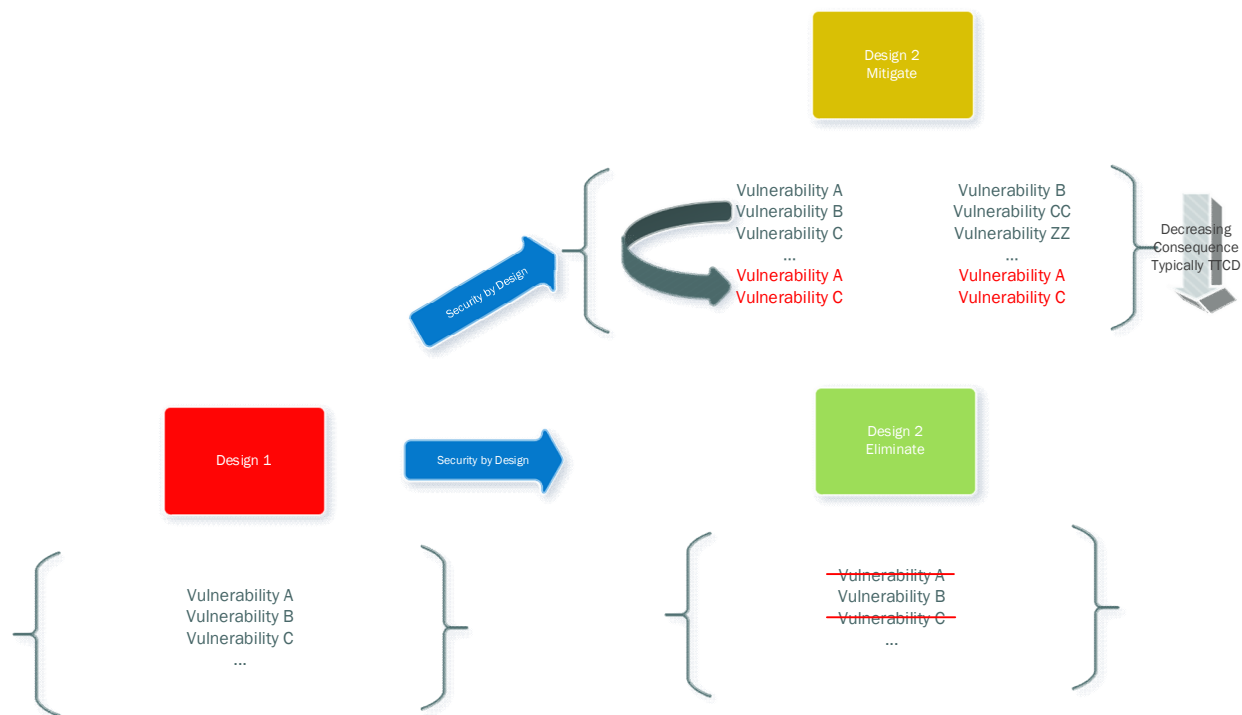 Design 2
Mitigate
Vulnerability A
Vulnerability B
Vulnerability C
...
Vulnerability A
Vulnerability C
Vulnerability B
Vulnerability CC
Vulnerability ZZ
...
Vulnerability A
Vulnerability C
Decreasing
Consequence
Typically TTCD
Security by Design
Design 1
Security by Design
Design 2
Eliminate
Vulnerability A
Vulnerability B
Vulnerability C
...
Vulnerability A
Vulnerability B
Vulnerability C
...